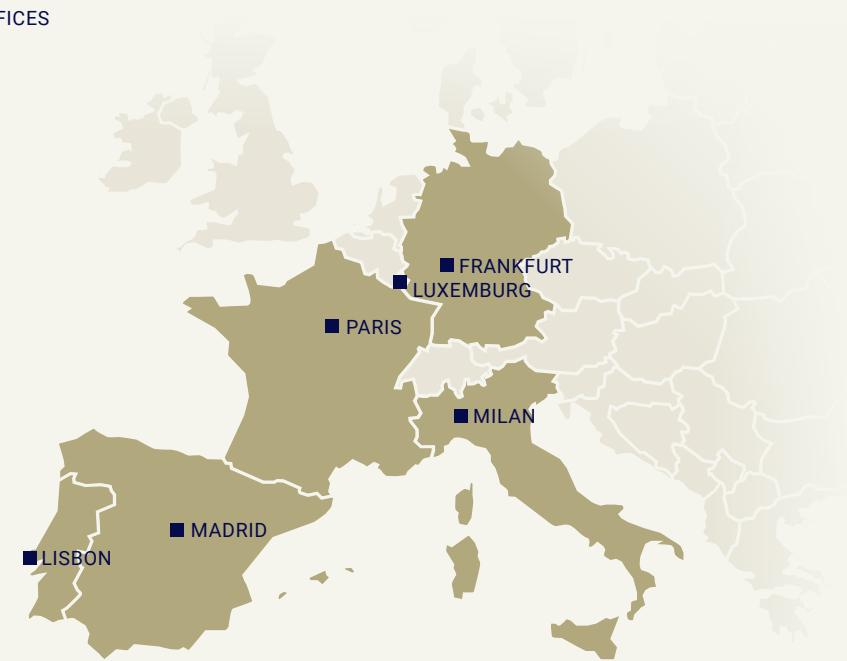 FICES
FRANKFURT
LUXEMBURG
PARIS
MILAN
MADRID
LISBON